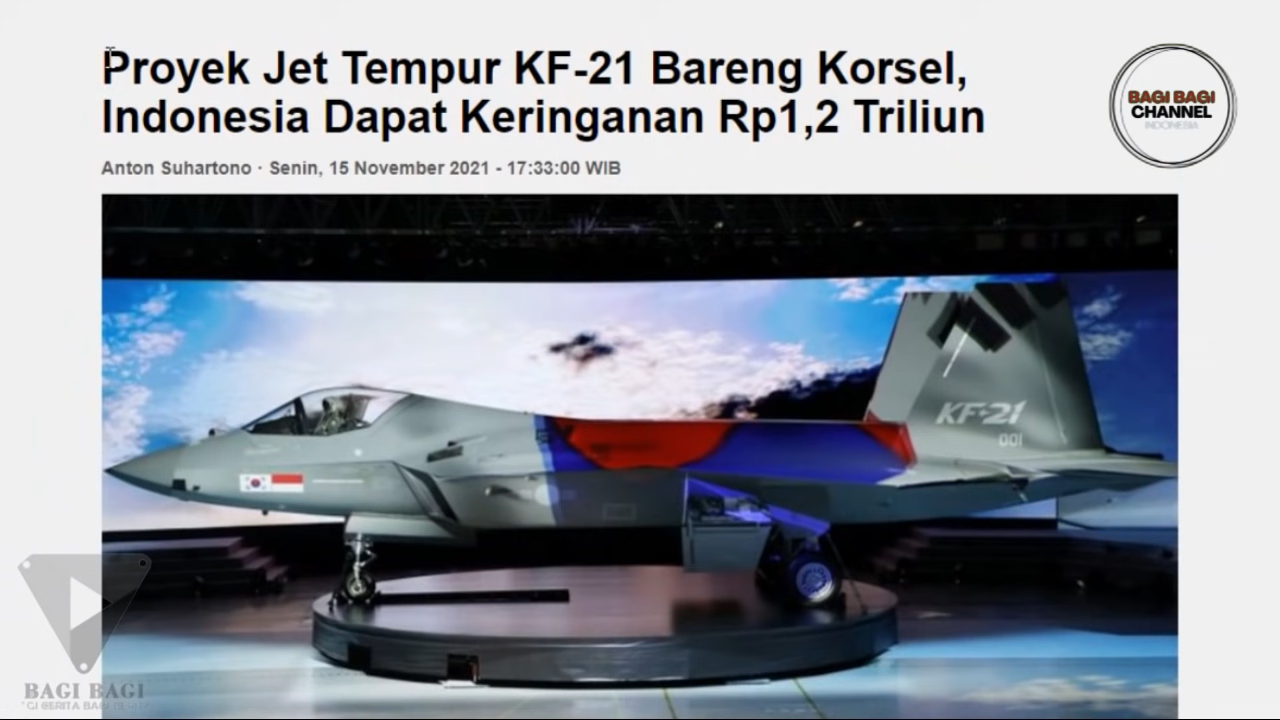 Proyek Jet Tempur KF-21 Bareng Korsel,
Indonesia Dapat Keringanan Rp1,2 Triliun
Anton Suhartono · Senin, 15 November 2021 - 17:33:00 WIB
BAGI BAGI
CHANNEL
INDONESIA
KF-21
001
BAGI BAGI